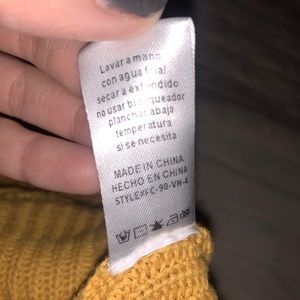 Lavar a mano
con agua fria/
secar a extendido
no usar blanqueador
planchar abaja
temperatura
si se necesita
MADE IN CHINA
HECHO EN CHINA
STYLE#FC-90-VN-4